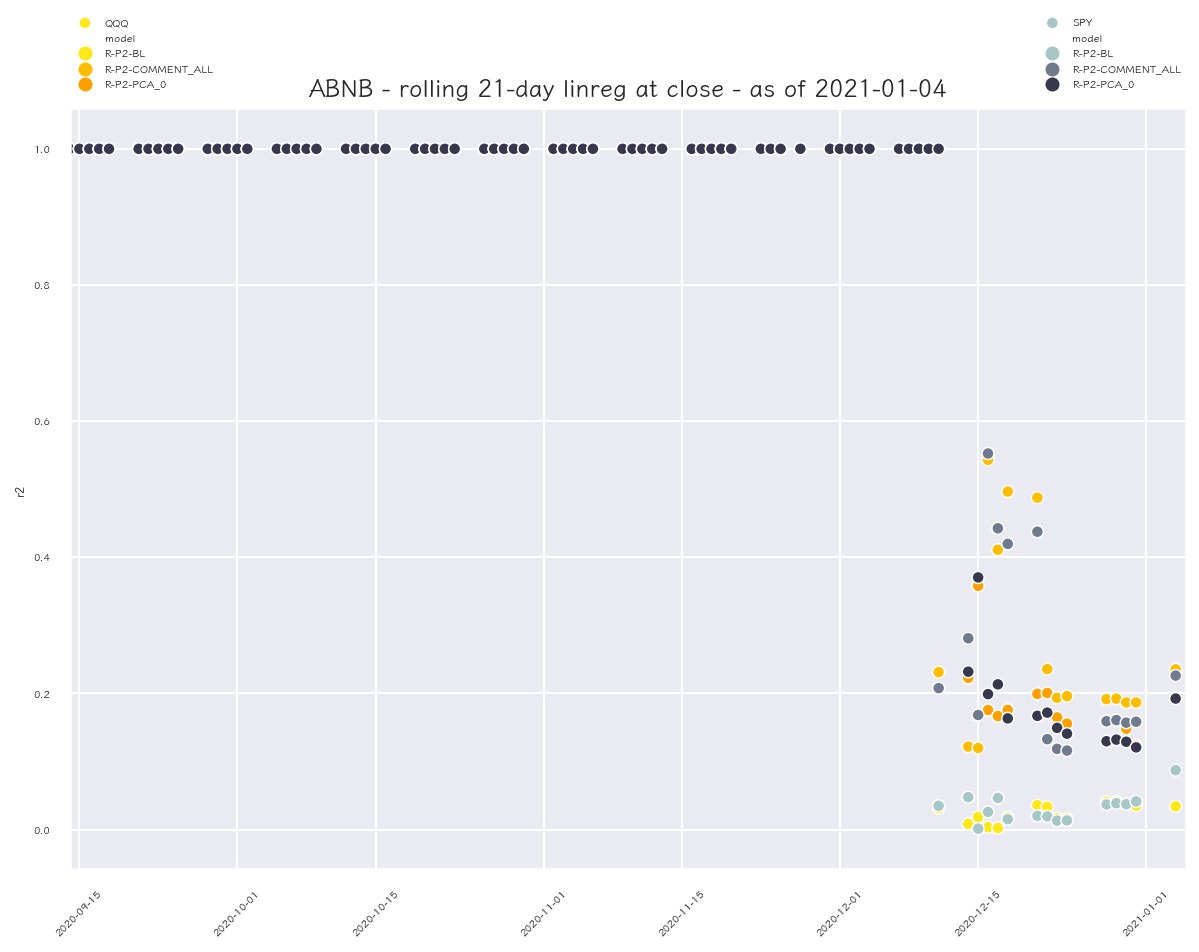 QQQ
model
R-P2-BL
R-P2-COMMENT_ALL
R-P2-PCA_0
SPY
model
R-P2-BL
R-P2-COMMENT_ALL
R-P2-PCA_0
ABNB - rolling 21-day linreg at close - as of 2021-01-04
1.0
0.8
0.6
r2
0.4
0.2
0.0
2020-09-15
2020-10-01
2020-10-15
2020-11-01
2020-11-15
2020-12-01
2020-12-15
2021-01-01